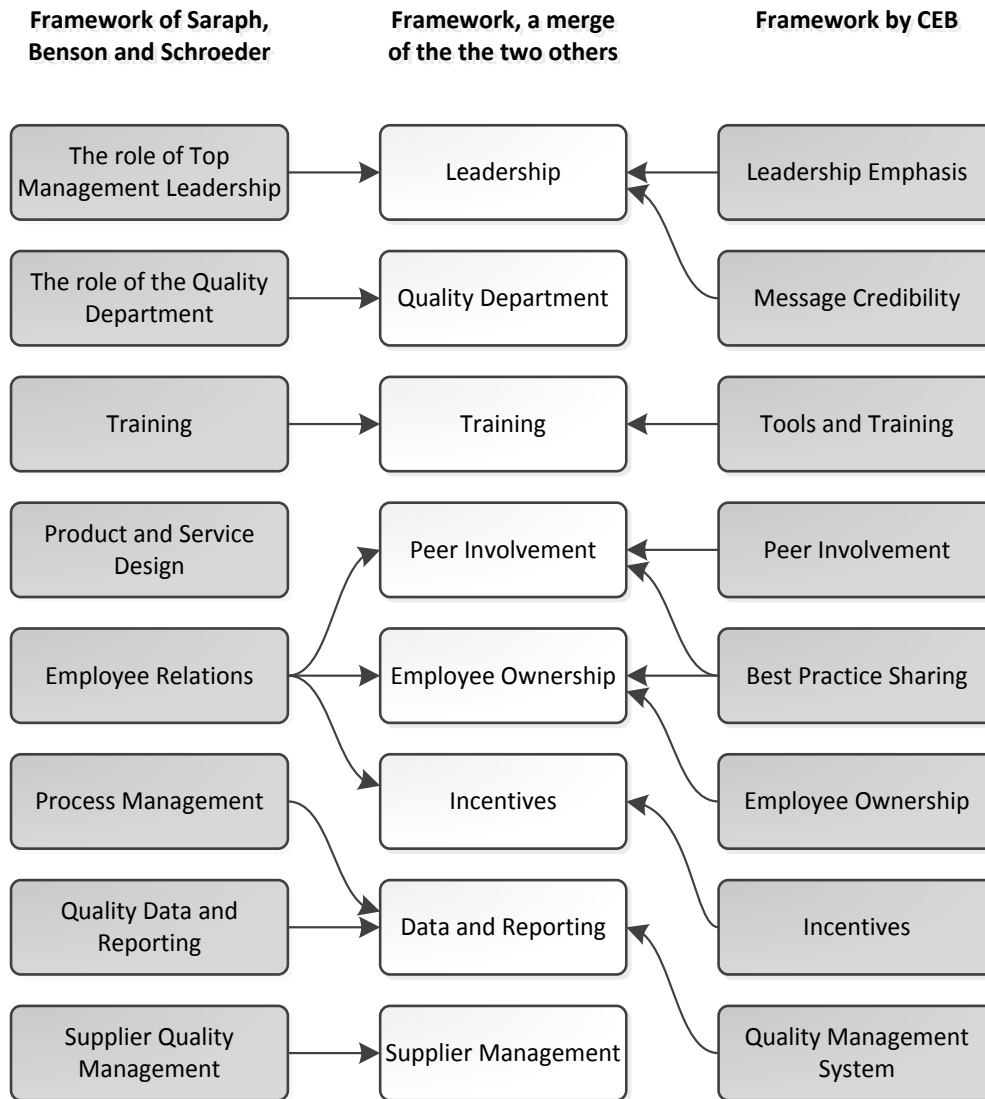 Framework of Saraph,
Benson and Schroeder
Framework, a merge
of the the two others
Framework by CEB
The role of Top
Management Leadership
Leadership
Leadership Emphasis
The role of the Quality
Department
Quality Department
Message Credibility
Training
Training
Tools and Training
Product and Service
Design
Peer Involvement
Peer Involvement
Employee Relations
Employee Ownership
Best Practice Sharing
Process Management
Incentives
Employee Ownership
Quality Data and
Reporting
Data and Reporting
Incentives
Supplier Quality
Management
Supplier Management
Quality Management
System